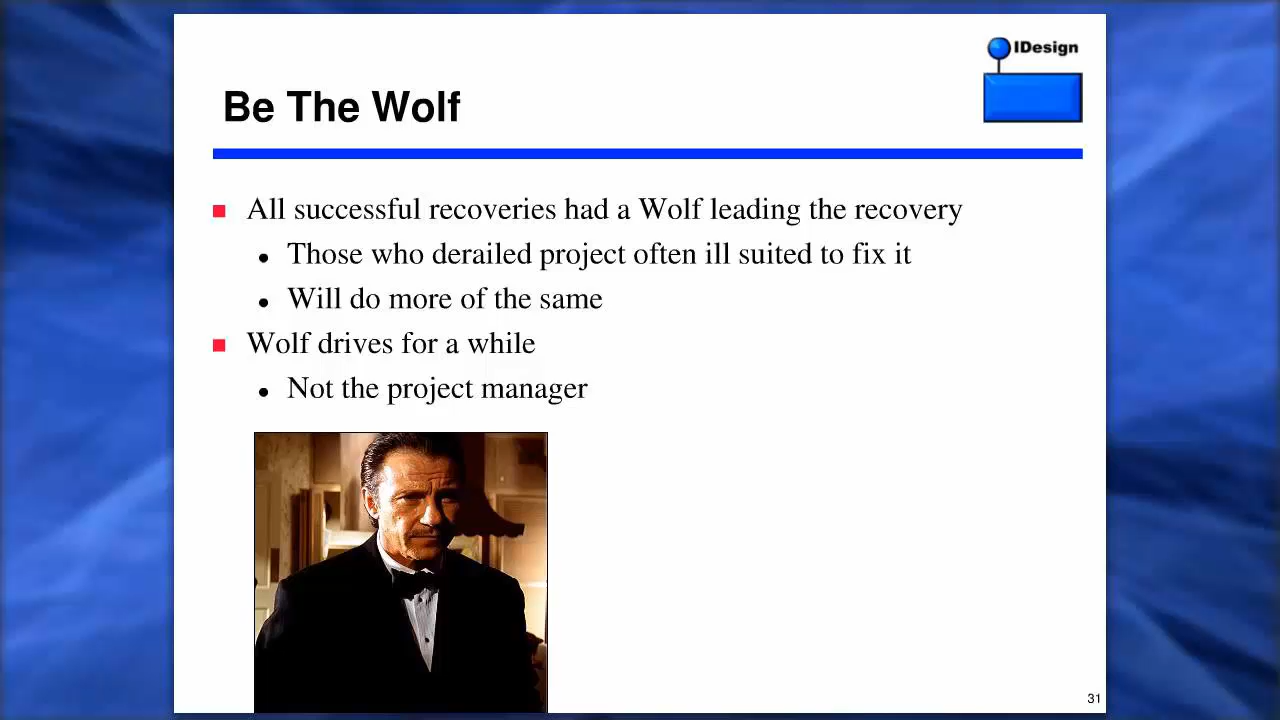 IDesign
Be The Wolf
All successful recoveries had a Wolf leading the recovery
Those who derailed project often ill suited to fix it
Will do more of the same
Wolf drives for a while
Not the project manager
31